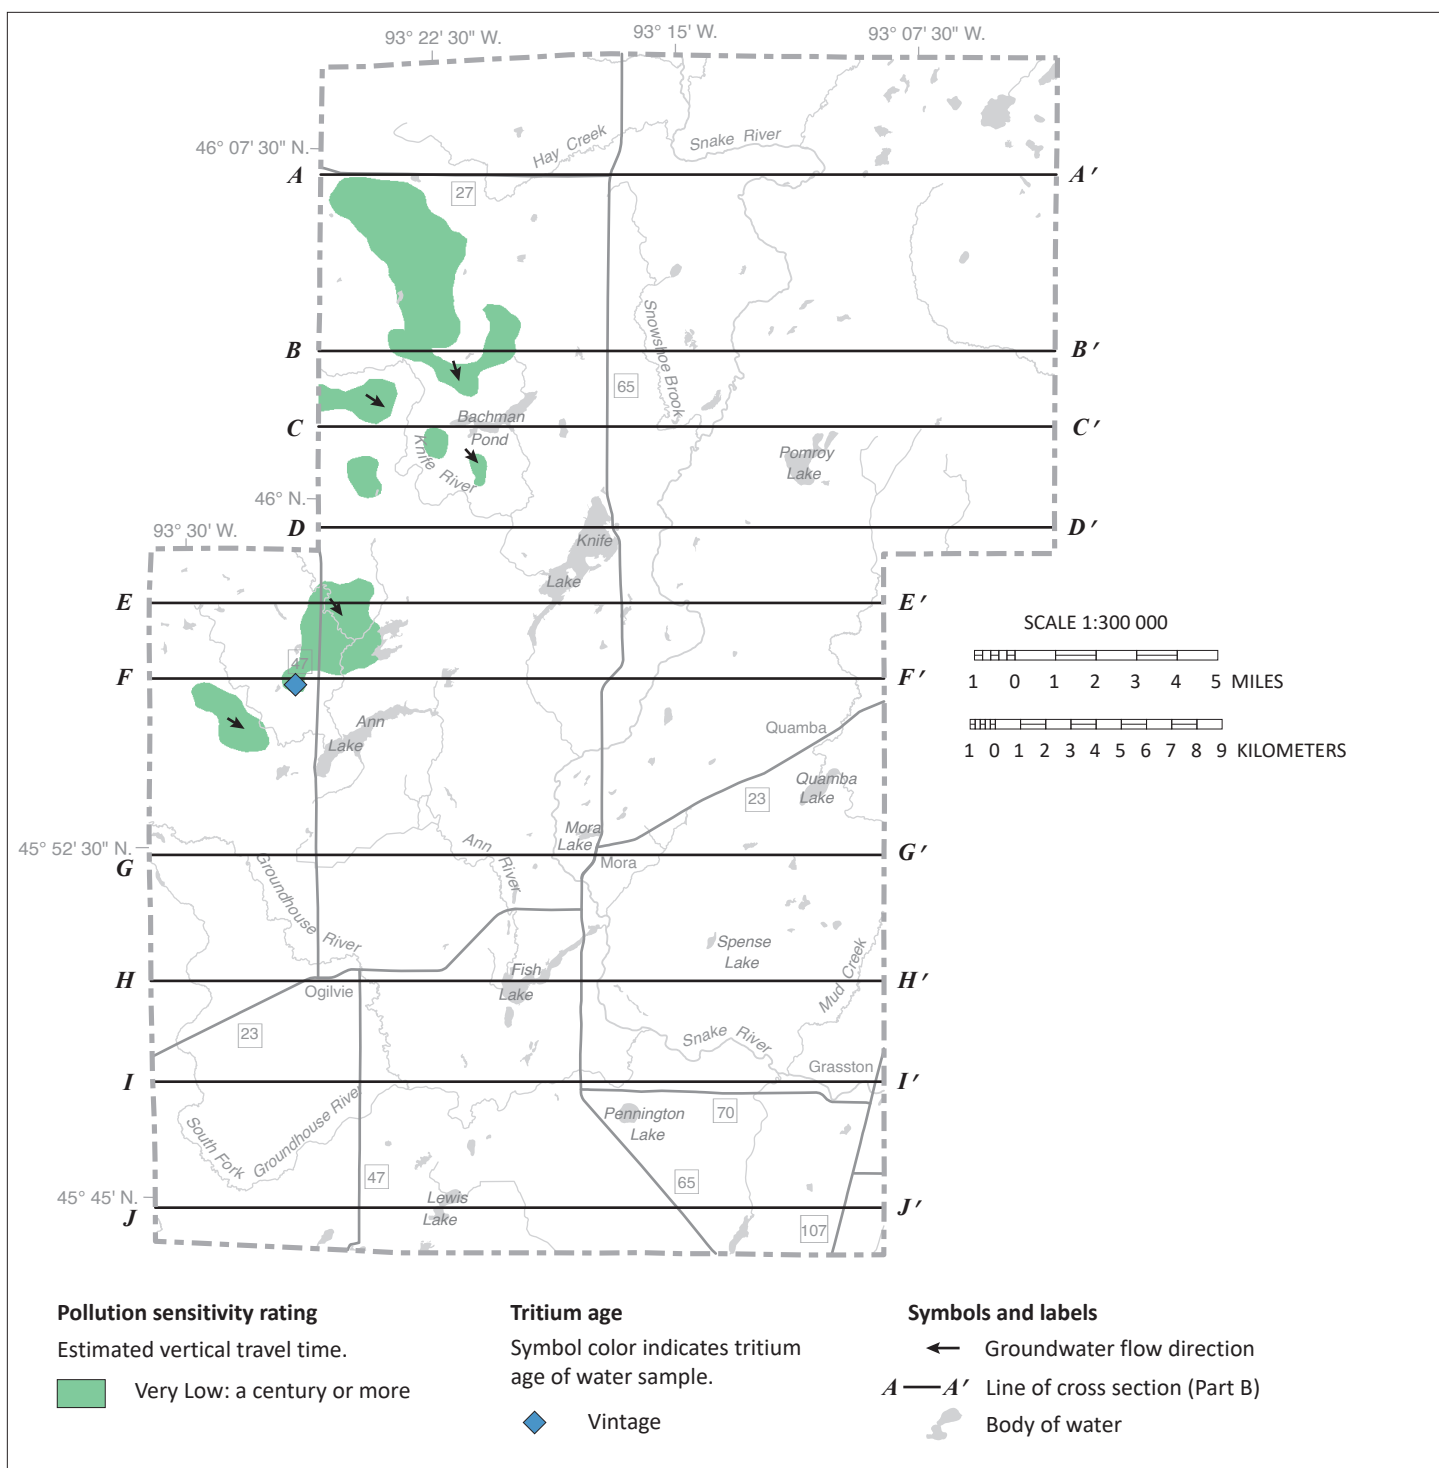 93° 22' 30" W.
93° 15' W.
93° 07' 30" W.
46° 07' 30" N.
Hay Creek
Snake River
A
A'
27
Snowshoe Brook
B
B'
65
Bachman
Pond
C
C'
Knife River
Pomroy
Lake
46° N.
D
D'
93° 30' W.
Knife
Lake
E
E'
SCALE 1:300 000
47
F
F'
1 0 1 2 3 4 5 MILES
Ann
Lake
Quamba
1 0 1 2 3 4 5 6 7 8 9 KILOMETERS
Quamba
Lake
23
Mora
Lake
Ann River
45° 52' 30" N.
G
G'
Mora
Groundhouse River
Spense
Lake
Mud Creek
Fish
Lake
H
H'
Ogilvie
23
Snake River
Grasston
I
I'
Pennington
Lake
70
South Fork Groundhouse River
47
65
45° 45' N.
Lewis
Lake
J
J'
107
Pollution sensitivity rating
Estimated vertical travel time.
Very Low: a century or more
Tritium age
Symbol color indicates tritium
age of water sample.
Vintage
Symbols and labels
Groundwater flow direction
A A' Line of cross section (Part B)
Body of water